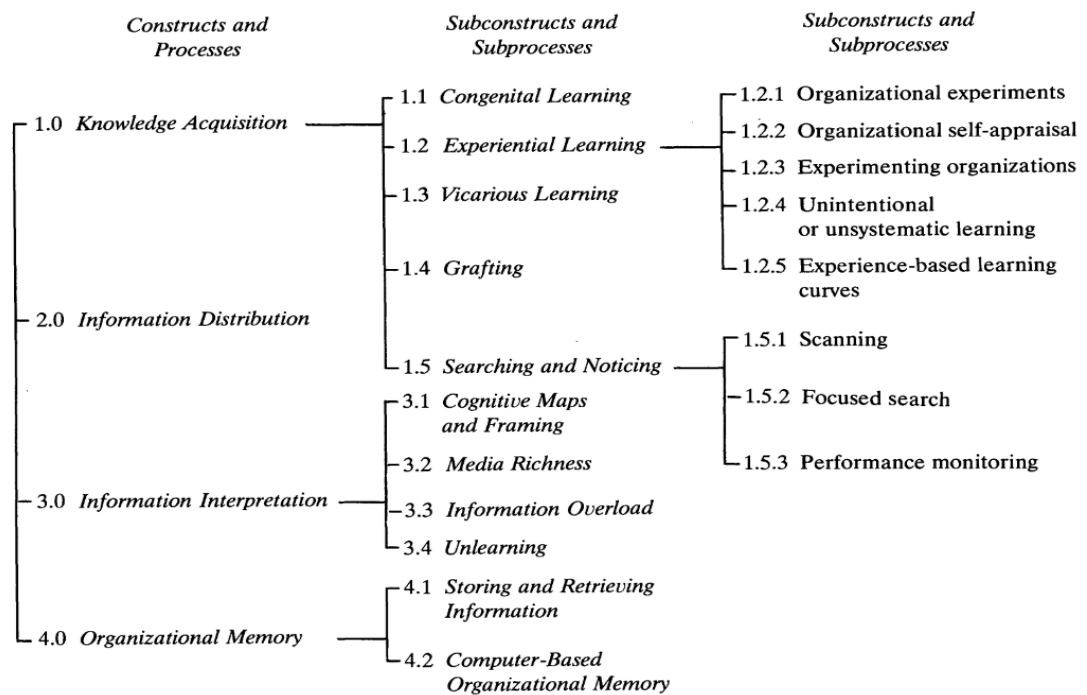 Constructs and
Processes
Subconstructs and
Subprocesses
Subconstructs and
Subprocesses
1.0 Knowledge Acquisition
1.1 Congenital Learning
1.2 Experiential Learning
1.3 Vicarious Learning
1.4 Grafting
1.5 Searching and Noticing
1.2.1 Organizational experiments
1.2.2 Organizational self-appraisal
1.2.3 Experimenting organizations
1.2.4 Unintentional
or unsystematic learning
1.2.5 Experience-based learning
curves
1.5.1 Scanning
1.5.2 Focused search
1.5.3 Performance monitoring
2.0 Information Distribution
3.0 Information Interpretation
3.1 Cognitive Maps
and Framing
3.2 Media Richness
3.3 Information Overload
3.4 Unlearning
4.0 Organizational Memory
4.1 Storing and Retrieving
Information
4.2 Computer-Based
Organizational Memory